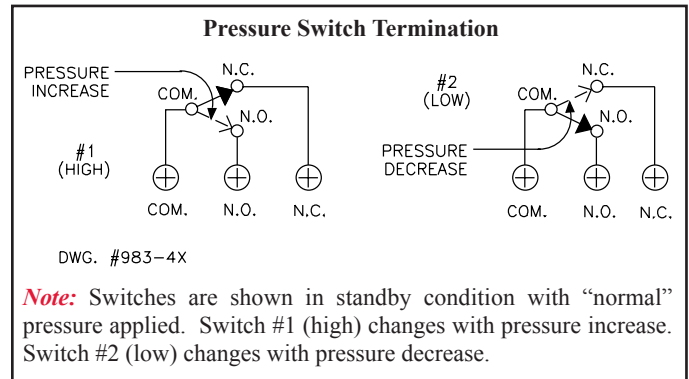 Pressure Switch Termination
PRESSURE
INCREASE
COM.
N.C.
N.O.
#1
(HIGH)
COM.
N.O.
N.C.
#2
(LOW)
COM.
N.C.
N.O.
PRESSURE
DECREASE
COM.
N.O.
N.C.
DWG. #983-4X
Note: Switches are shown in standby condition with “normal”
pressure applied. Switch #1 (high) changes with pressure increase.
Switch #2 (low) changes with pressure decrease.